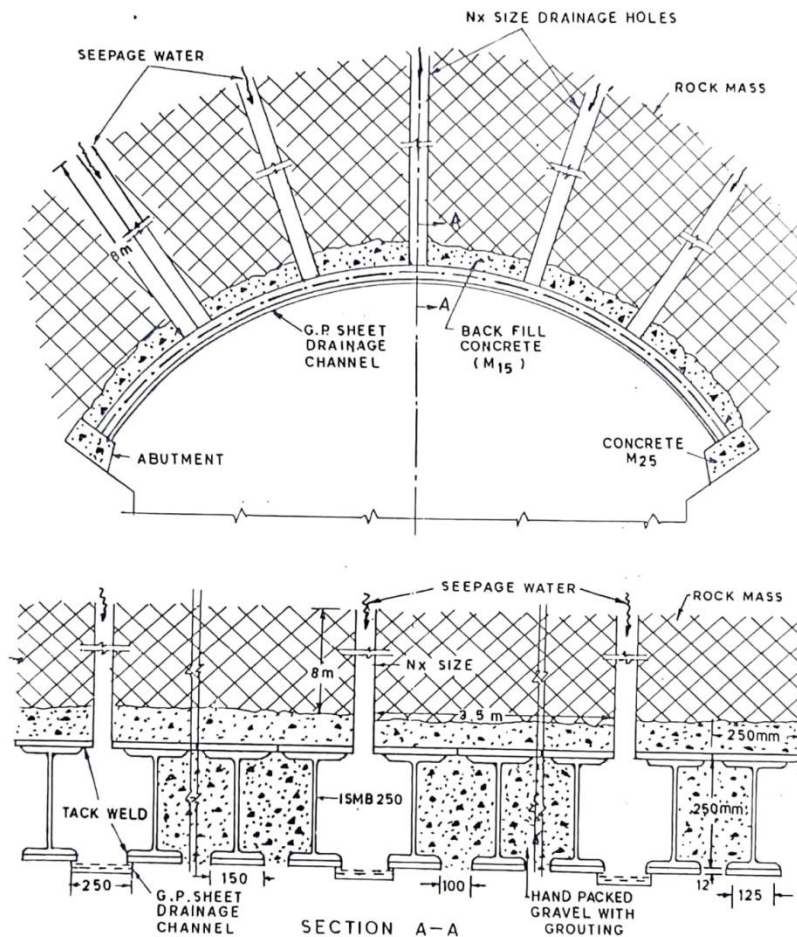 Nx SIZE DRAINAGE HOLES
SEEPAGE WATER
ROCK MASS
8m
A
A
G.P. SHEET
DRAINAGE
CHANNEL
BACK FILL
CONCRETE
(M15)
ABUTMENT
CONCRETE
M25
SEEPAGE WATER
ROCK MASS
8m
Nx SIZE
3.5 m
250mm
TACK WELD
ISMB 250
250mm
250
150
100
12
125
G.P. SHEET
DRAINAGE
CHANNEL
HAND PACKED
GRAVEL WITH
GROUTING
SECTION A-A